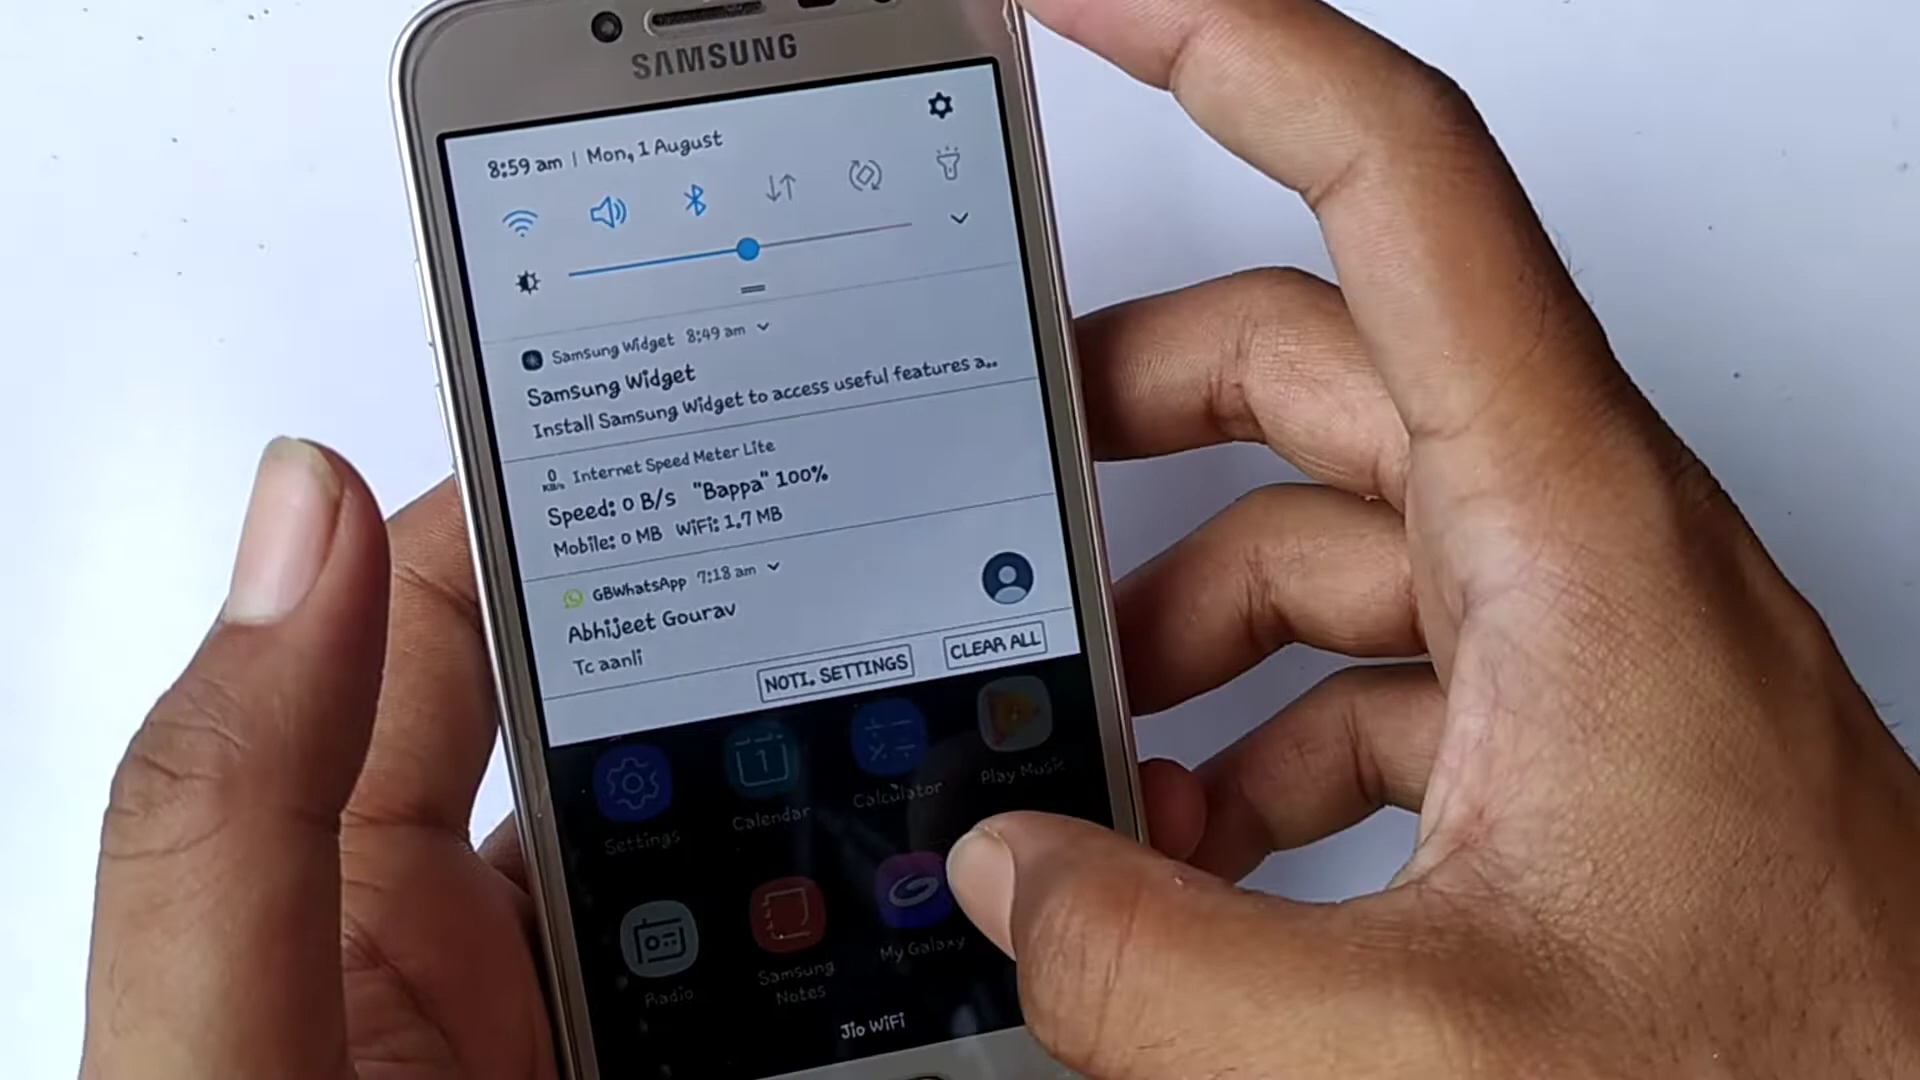 SAMSUNG
8:59 am | Mon, 1 August
Samsung Widget 8:49 am
Samsung Widget
Install Samsung Widget to access useful features a..
0 KB/s Internet Speed Meter Lite
Speed: 0 B/s "Bappa" 100%
Mobile: 0 MB WiFi: 1.7 MB
GBWhatsApp 7:18 am
Abhijeet Gourav
Tc aanli
NOTI. SETTINGS CLEAR ALL
1
Settings Calendar Calculator Play Music
Radio Samsung Notes My Galaxy
Jio WiFi